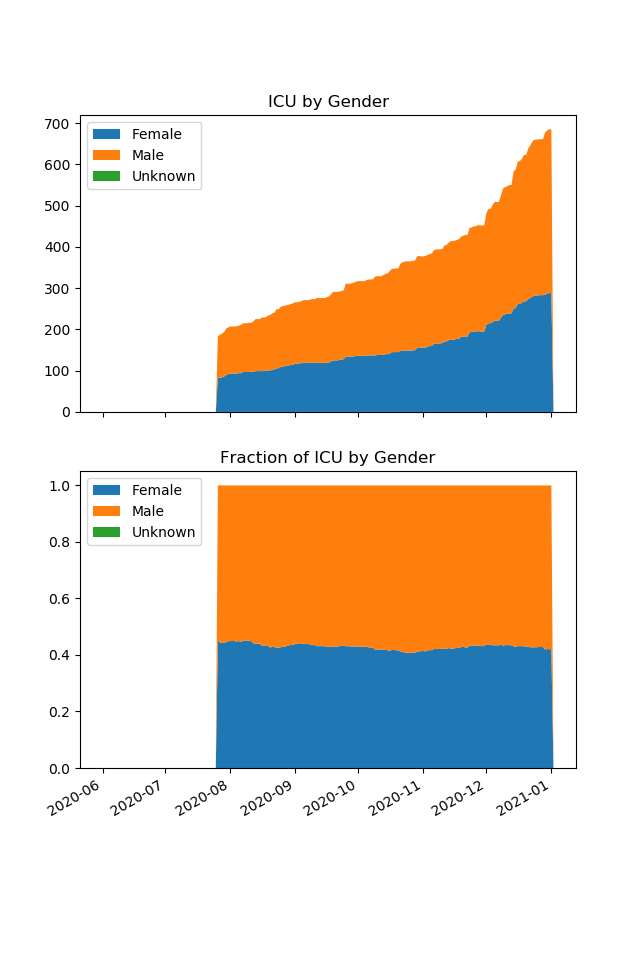 ICU by Gender
700
600
500
400
300
200
100
0
Female
Male
Unknown
Fraction of ICU by Gender
1.0
0.8
0.6
0.4
0.2
0.0
Female
Male
Unknown
2020-06
2020-07
2020-08
2020-09
2020-10
2020-11
2020-12
2021-01